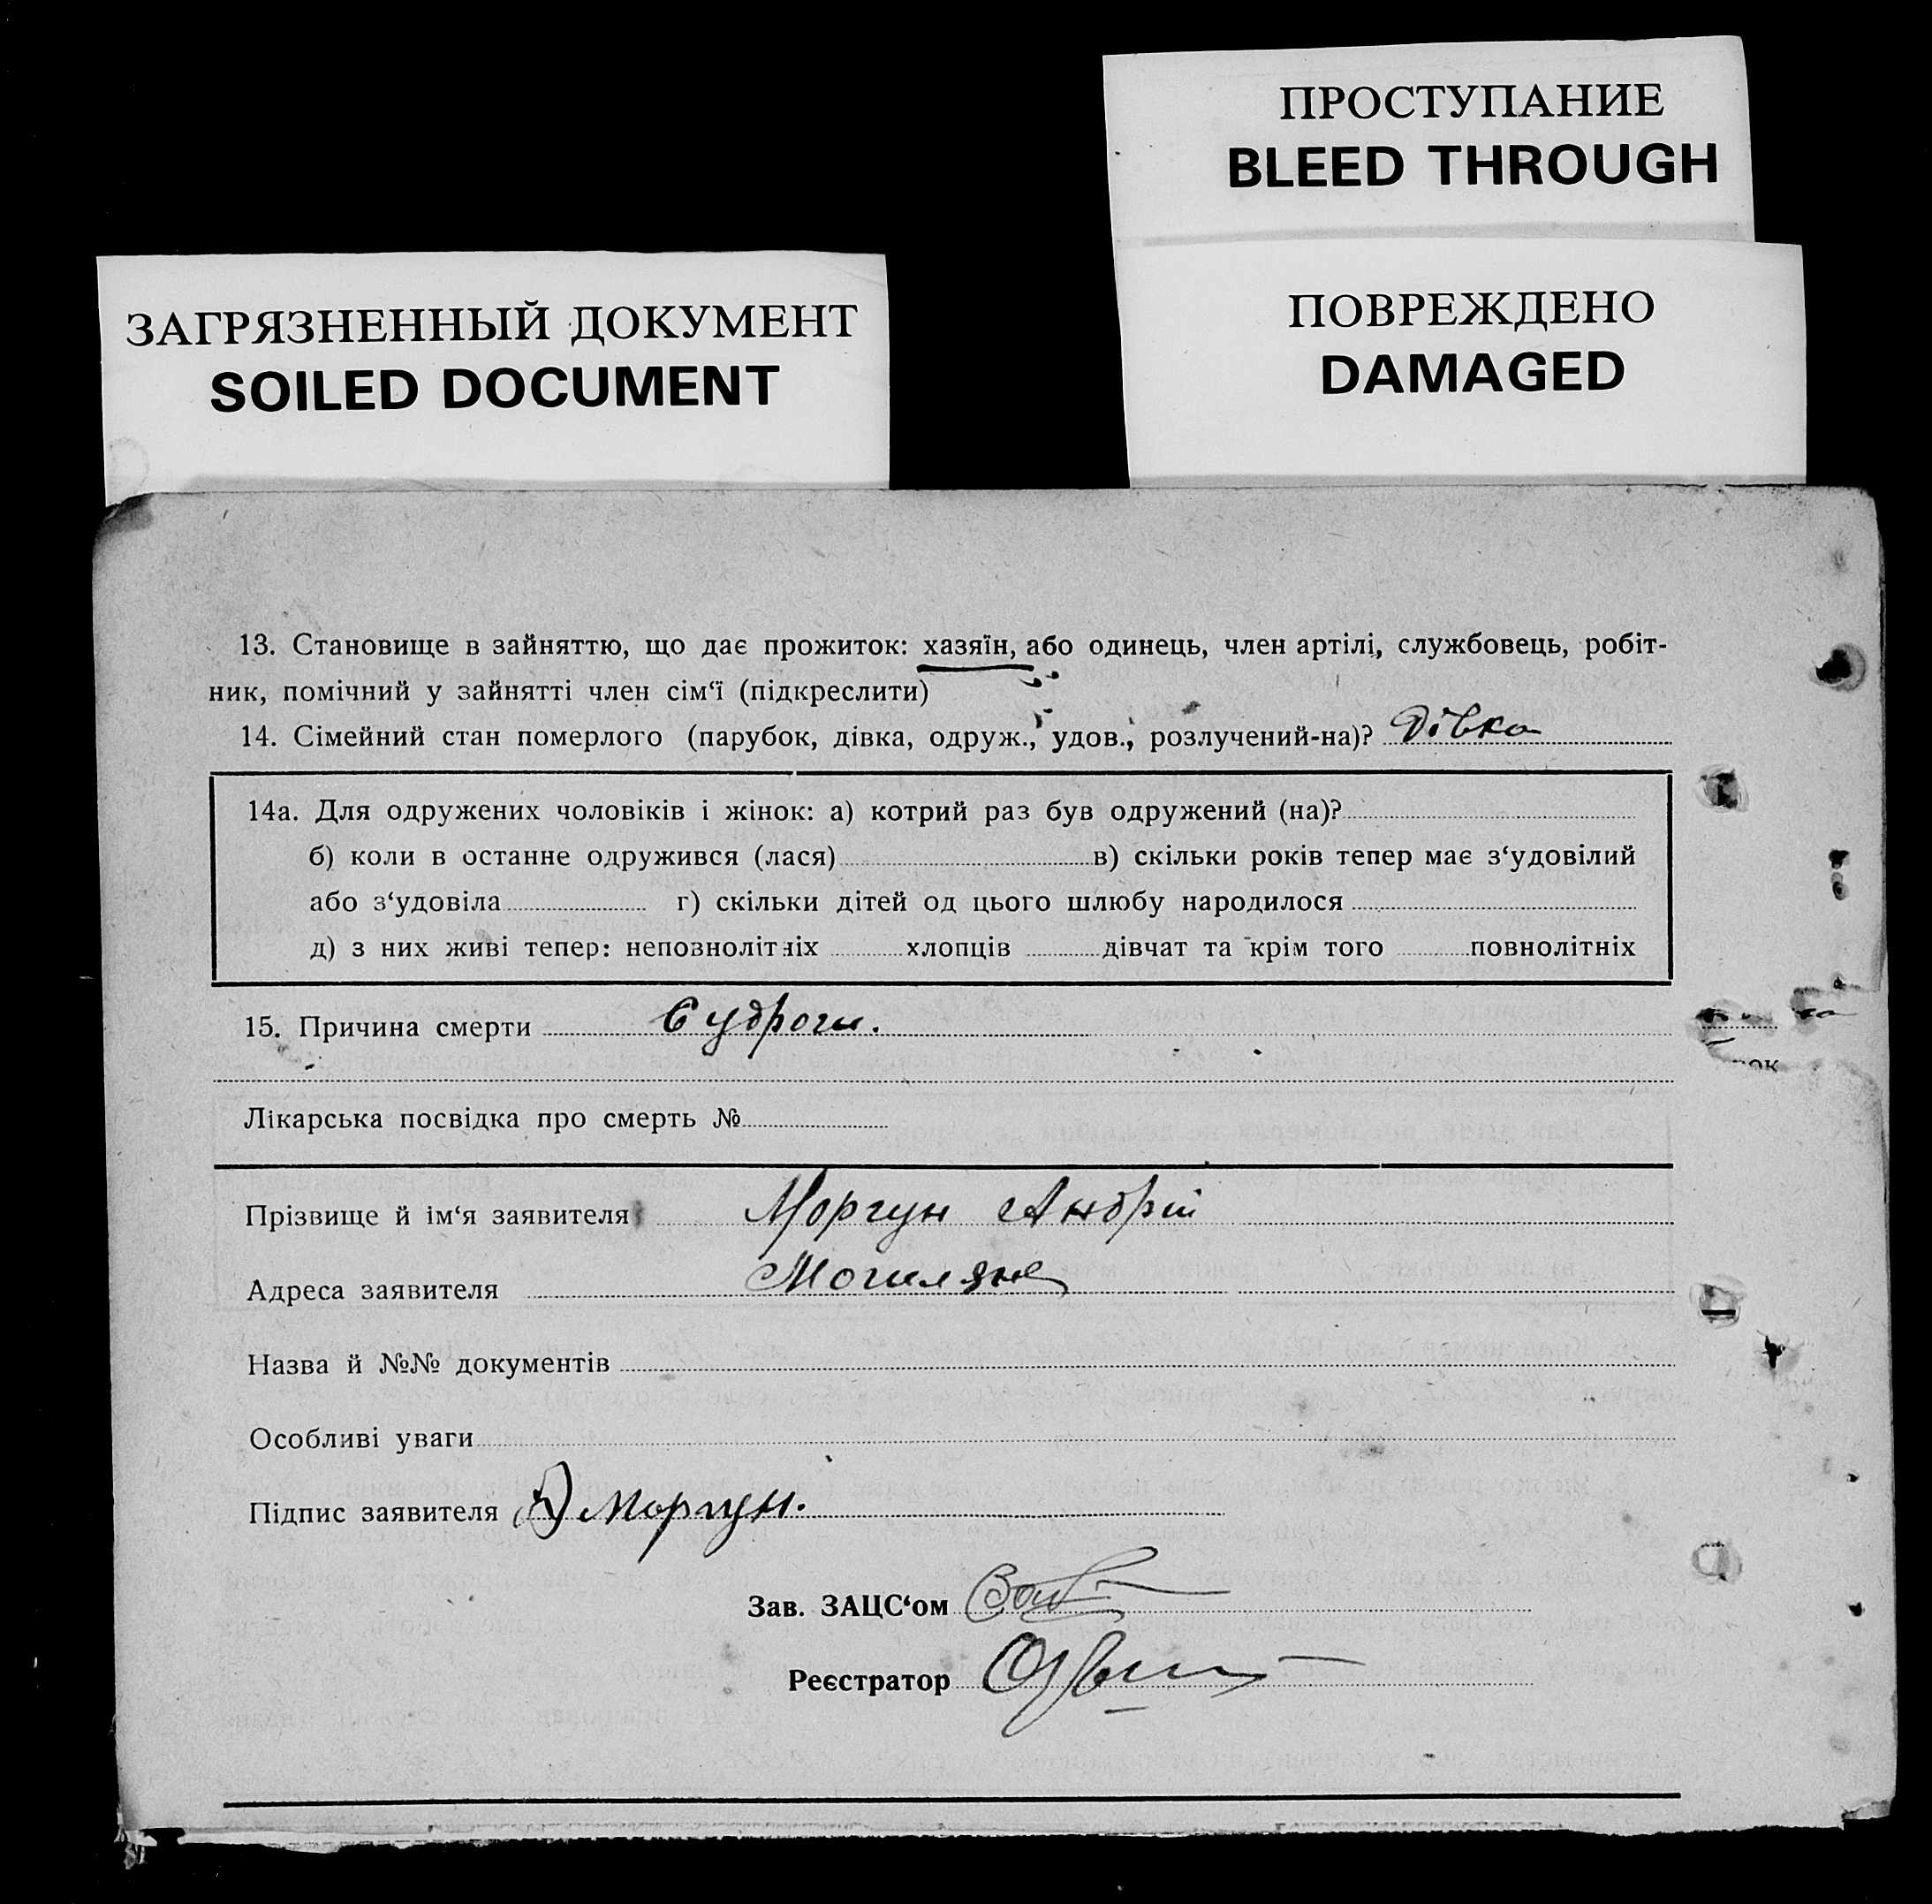 ПРОСТУПАНИЕ
BLEED THROUGH
ЗАГРЯЗНЕННЫЙ ДОКУМЕНТ
SOILED DOCUMENT
ПОВРЕЖДЕНО
DAMAGED
13. Становище в зайняттю, що дає прожиток: хазяїн, або одинець, член артілі, службовець, робіт-
ник, помічний у зайнятті член сім‘ї (підкреслити)
14. Сімейний стан померлого (парубок, дівка, одруж., удов., розлучений-на)? Дівка
14а. Для одружених чоловіків і жінок: а) котрий раз був одружений (на)?
б) коли в останне одружився (лася) в) скільки років тепер має з‘удовілий
або з‘удовіла г) скільки дітей од цього шлюбу народилося
д) з них живі тепер: неповнолітніх хлопців дівчат та крім того повнолітніх
15. Причина смерти Судроги.
Лікарська посвідка про смерть №
Прізвище й ім‘я заявителя Моргун Андрій
Адреса заявителя Могиляне
Назва й №№ документів
Особливі уваги
Підпис заявителя Моргун.
Зав. ЗАЦС‘ом
Реєстратор